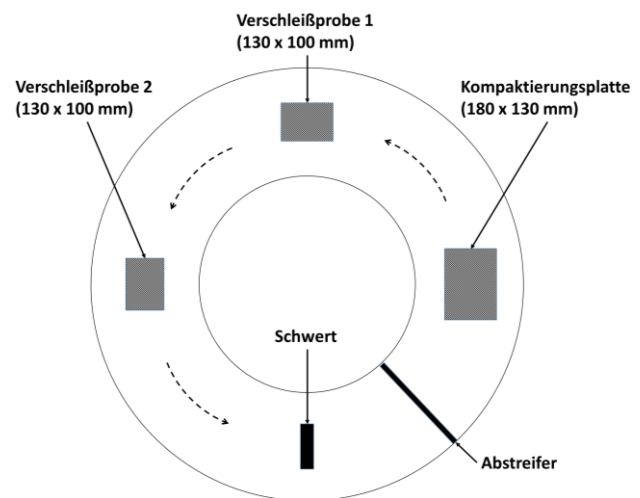 Verschleißprobe 1
(130 x 100 mm)
Verschleißprobe 2
(130 x 100 mm)
Kompaktierungsplatte
(180 x 130 mm)
Schwert
Abstreifer